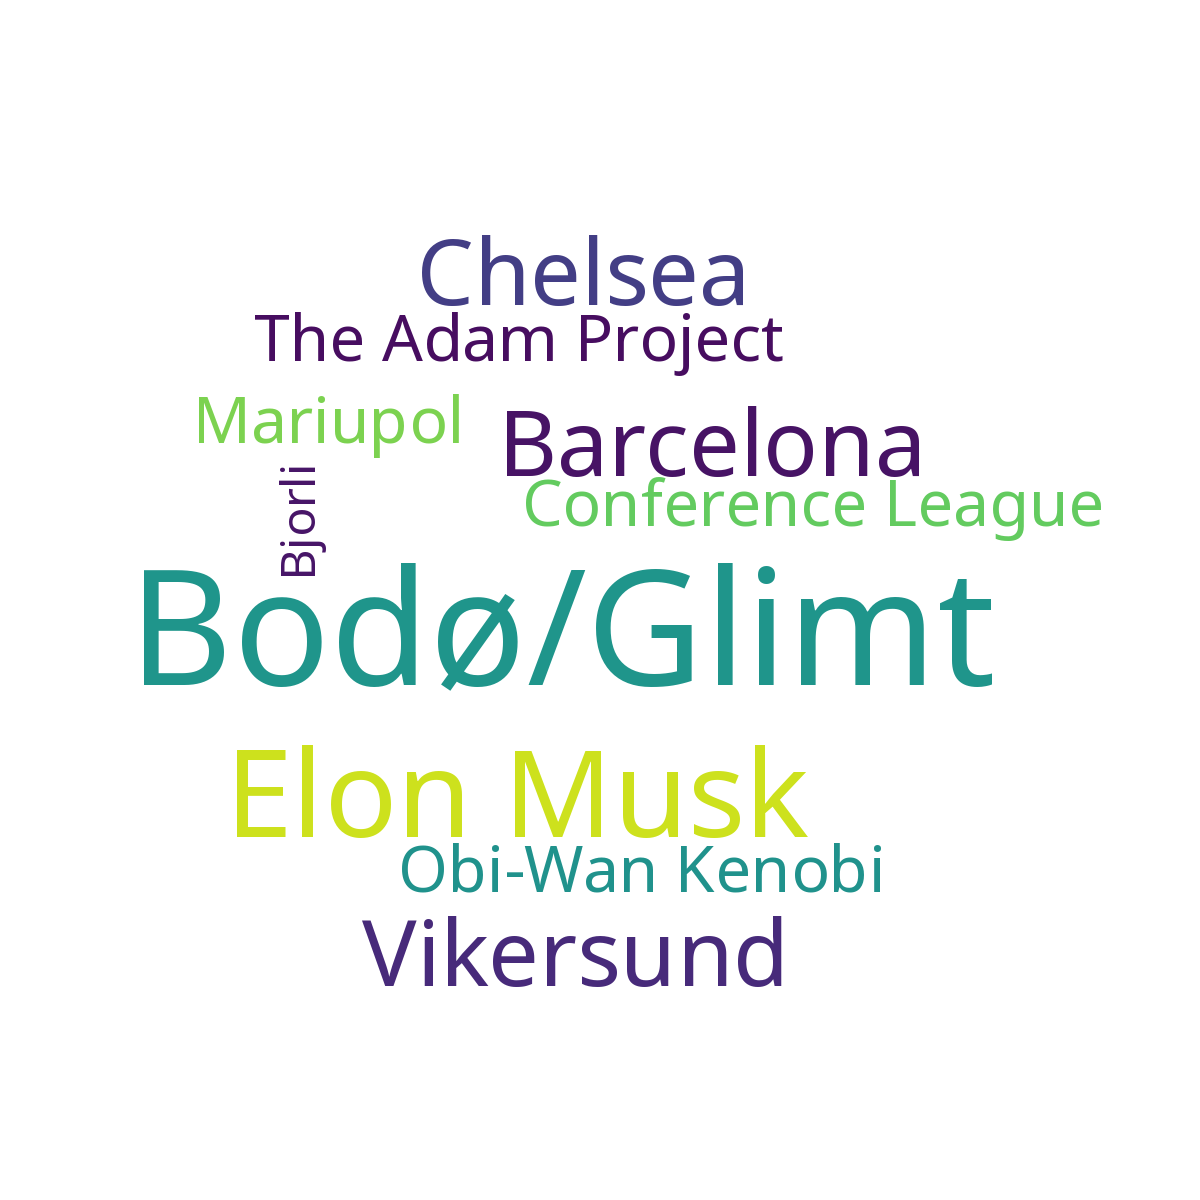 Chelsea
The Adam Project
Mariupol
Barcelona
Conference League
Bjorli
Bodø/Glimt
Elon Musk
Obi-Wan Kenobi
Vikersund